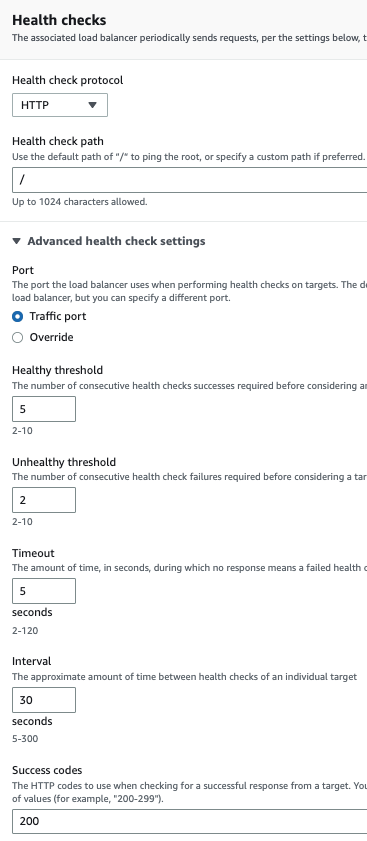 Health checks
The associated load balancer periodically sends requests, per the settings below, t
Health check protocol
HTTP
Health check path
Use the default path of "/" to ping the root, or specify a custom path if preferred.
/
Up to 1024 characters allowed.
Advanced health check settings
Port
The port the load balancer uses when performing health checks on targets. The de
load balancer, but you can specify a different port.
Traffic port
Override
Healthy threshold
The number of consecutive health checks successes required before considering an
5
2-10
Unhealthy threshold
The number of consecutive health check failures required before considering a tar
2
2-10
Timeout
The amount of time, in seconds, during which no response means a failed health c
5
seconds
2-120
Interval
The approximate amount of time between health checks of an individual target
30
seconds
5-300
Success codes
The HTTP codes to use when checking for a successful response from a target. You
of values (for example, "200-299").
200